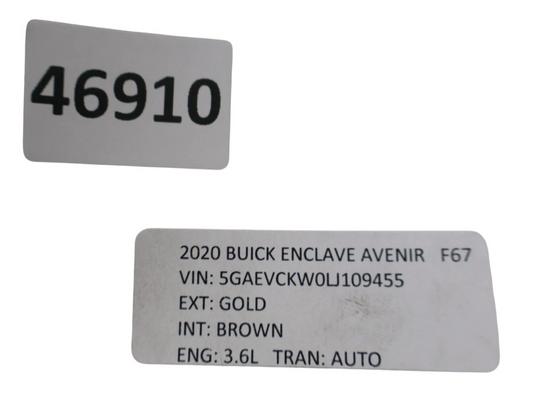 46910
2020 BUICK ENCLAVE AVENIR F67
VIN: 5GAEVCKW0LJ109455
EXT: GOLD
INT: BROWN
ENG: 3.6L TRAN: AUTO